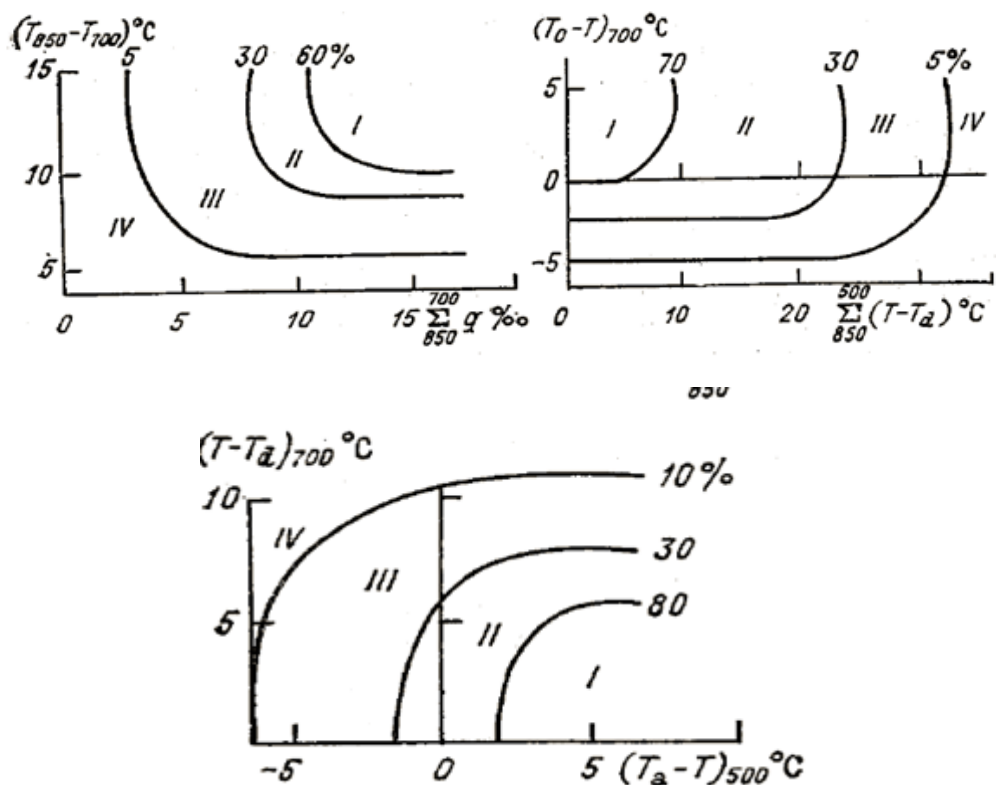 (T850-T700)°C
5 30 60%
15
10
5
I
II
III
IV
0 5 10 15 700 Σ 850 q ‰
(T0-T)700°C
70 30 5%
5
0
-5
I II III IV
0 10 20 500 Σ 850 (T-Td)°C
850
(T-Td)700°C
10
5
10%
30
80
IV
III
II
I
-5 0 5 (Ta-T)500°C